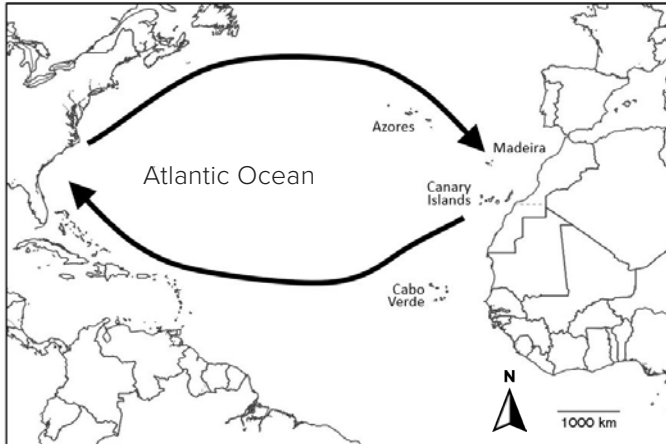 Azores
Madeira
Atlantic Ocean
Canary
Islands
Cabo
Verde
N
1000 km